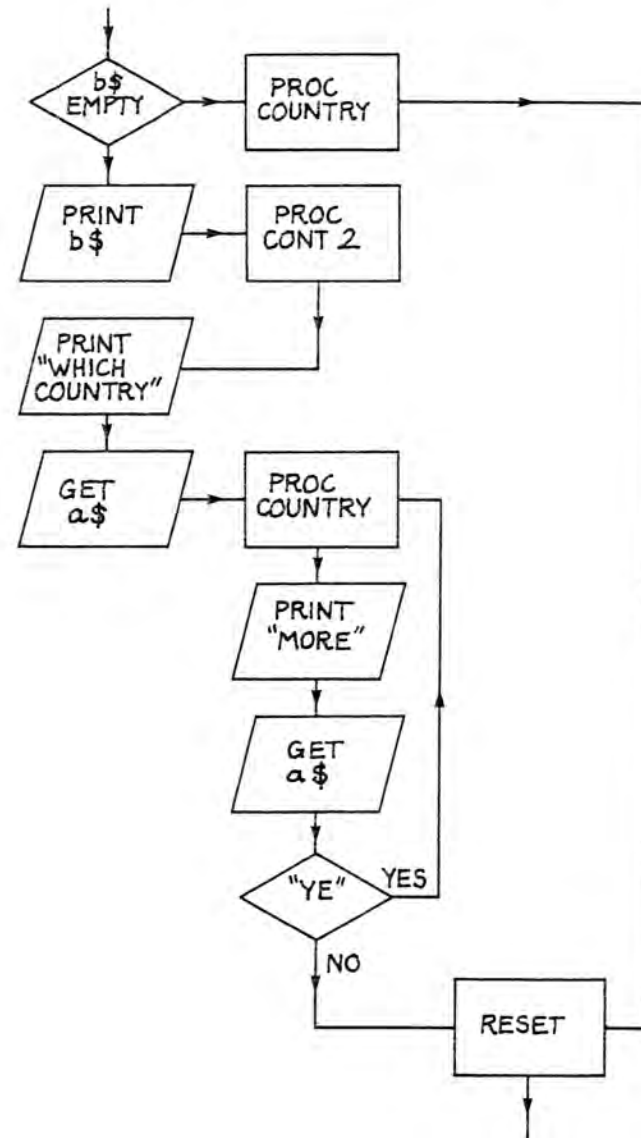 b$
EMPTY
PROC
COUNTRY
PRINT
b$
PROC
CONT 2
PRINT
"WHICH
COUNTRY"
GET
a$
PROC
COUNTRY
PRINT
"MORE"
GET
a$
"YE"
YES
NO
RESET